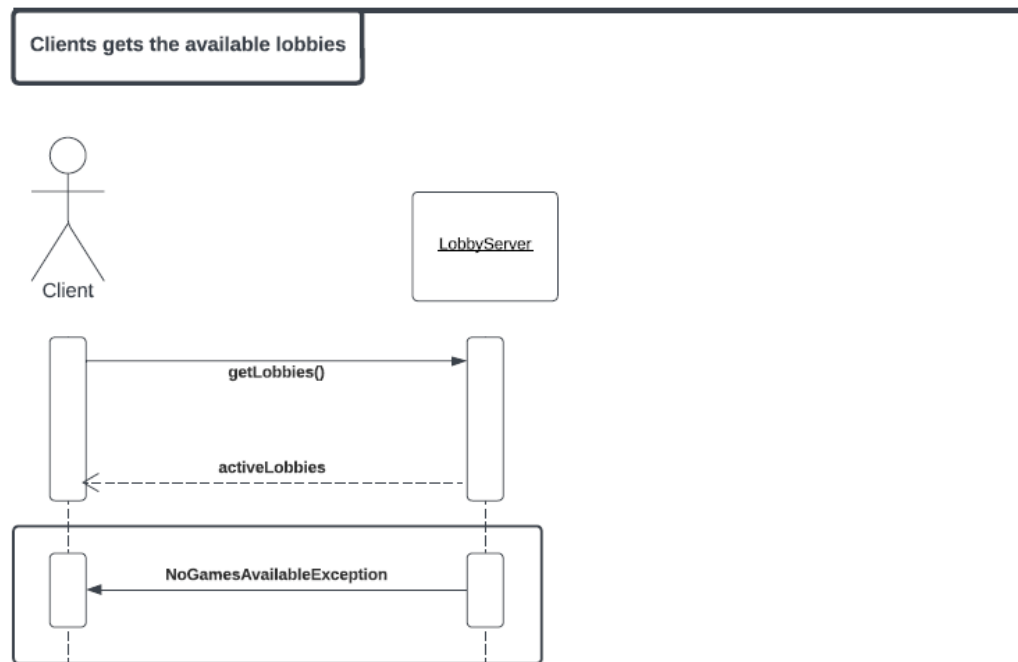 Clients gets the available lobbies
LobbyServer
Client
getLobbies()
activeLobbies
NoGamesAvailableException